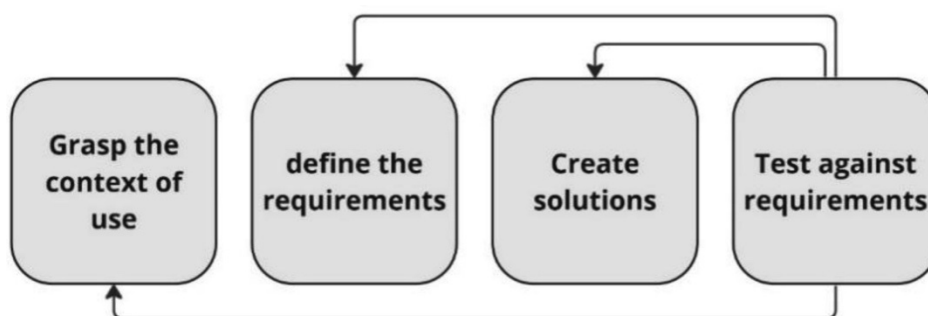 Grasp the
context of
use
define the
requirements
Create
solutions
Test against
requirements